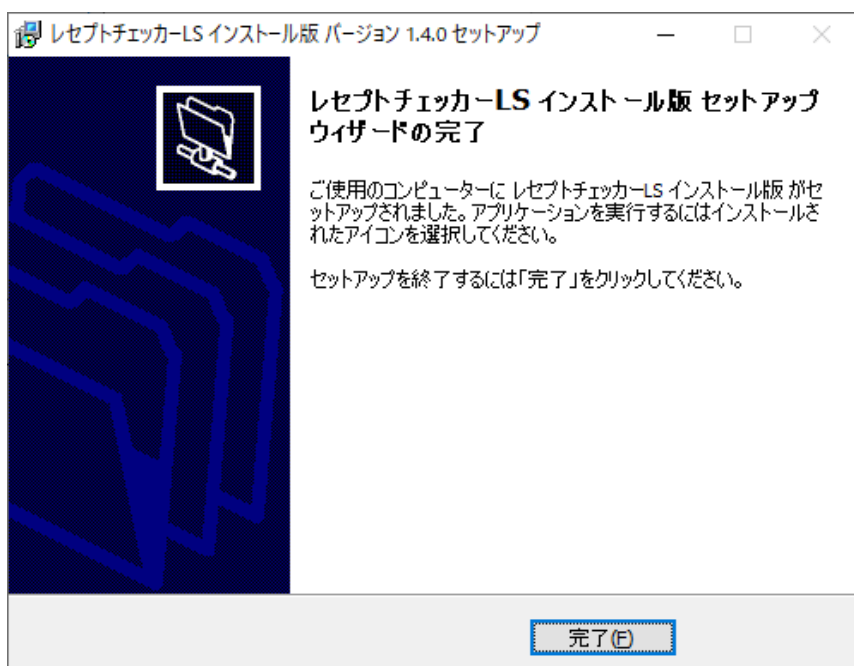 レセプトチェッカーLS インストール版 バージョン 1.4.0 セットアップ
レセプトチェッカーLS インストール版 セットアップ
ウィザードの完了
ご使用のコンピューターに レセプトチェッカーLS インストール版 がセ
ットアップされました。アプリケーションを実行するにはインストールさ
れたアイコンを選択してください。
セットアップを終了するには「完了」をクリックしてください。
完了(F)